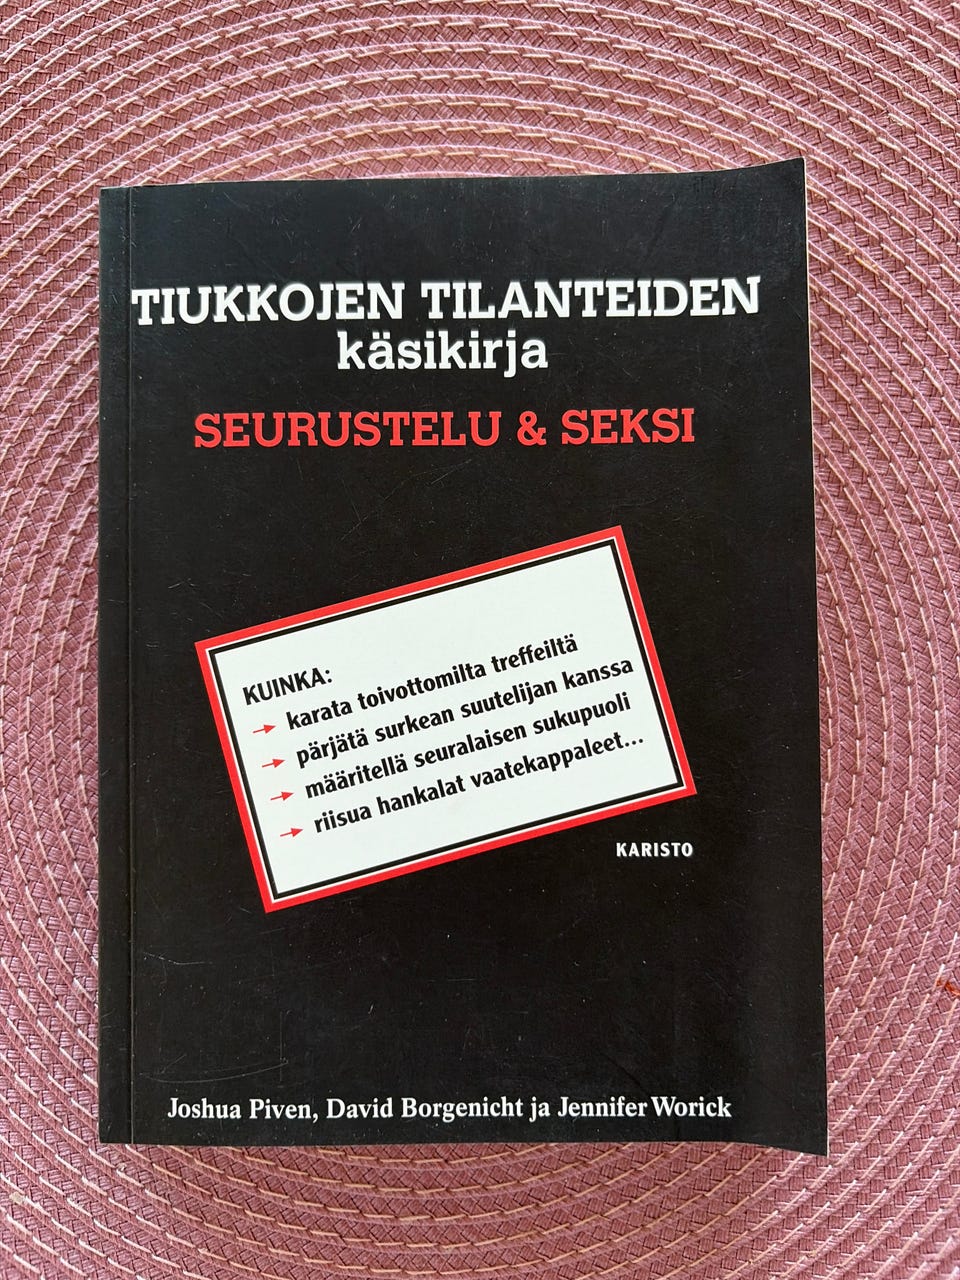 TIUKKOJEN TILANTEIDEN
käsikirja
SEURUSTELU & SEKSI
KUINKA:
→ karata toivottomilta treffeiltä
→ pärjätä surkean suutelijan kanssa
→ määritellä seuralaisen sukupuoli
→ riisua hankalat vaatekappaleet...
KARISTO
Joshua Piven, David Borgenicht ja Jennifer Worick